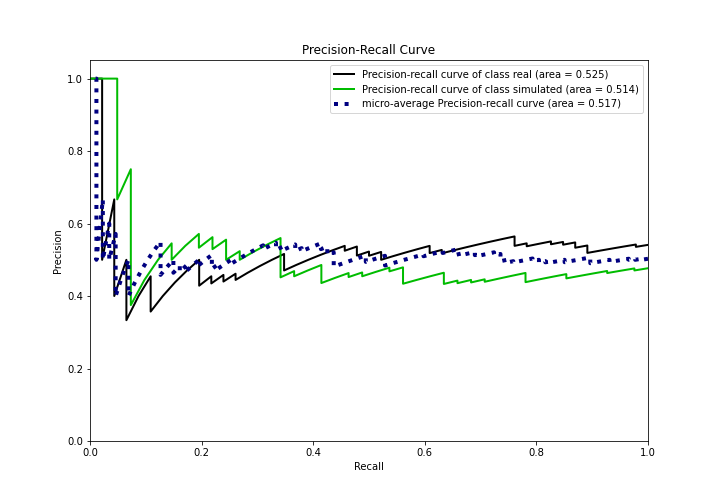 Precision-Recall Curve
Precision-recall curve of class real (area = 0.525)
Precision-recall curve of class simulated (area = 0.514)
micro-average Precision-recall curve (area = 0.517)
Precision
1.0
0.8
0.6
0.4
0.2
0.0
0.0 0.2 0.4 0.6 0.8 1.0
Recall